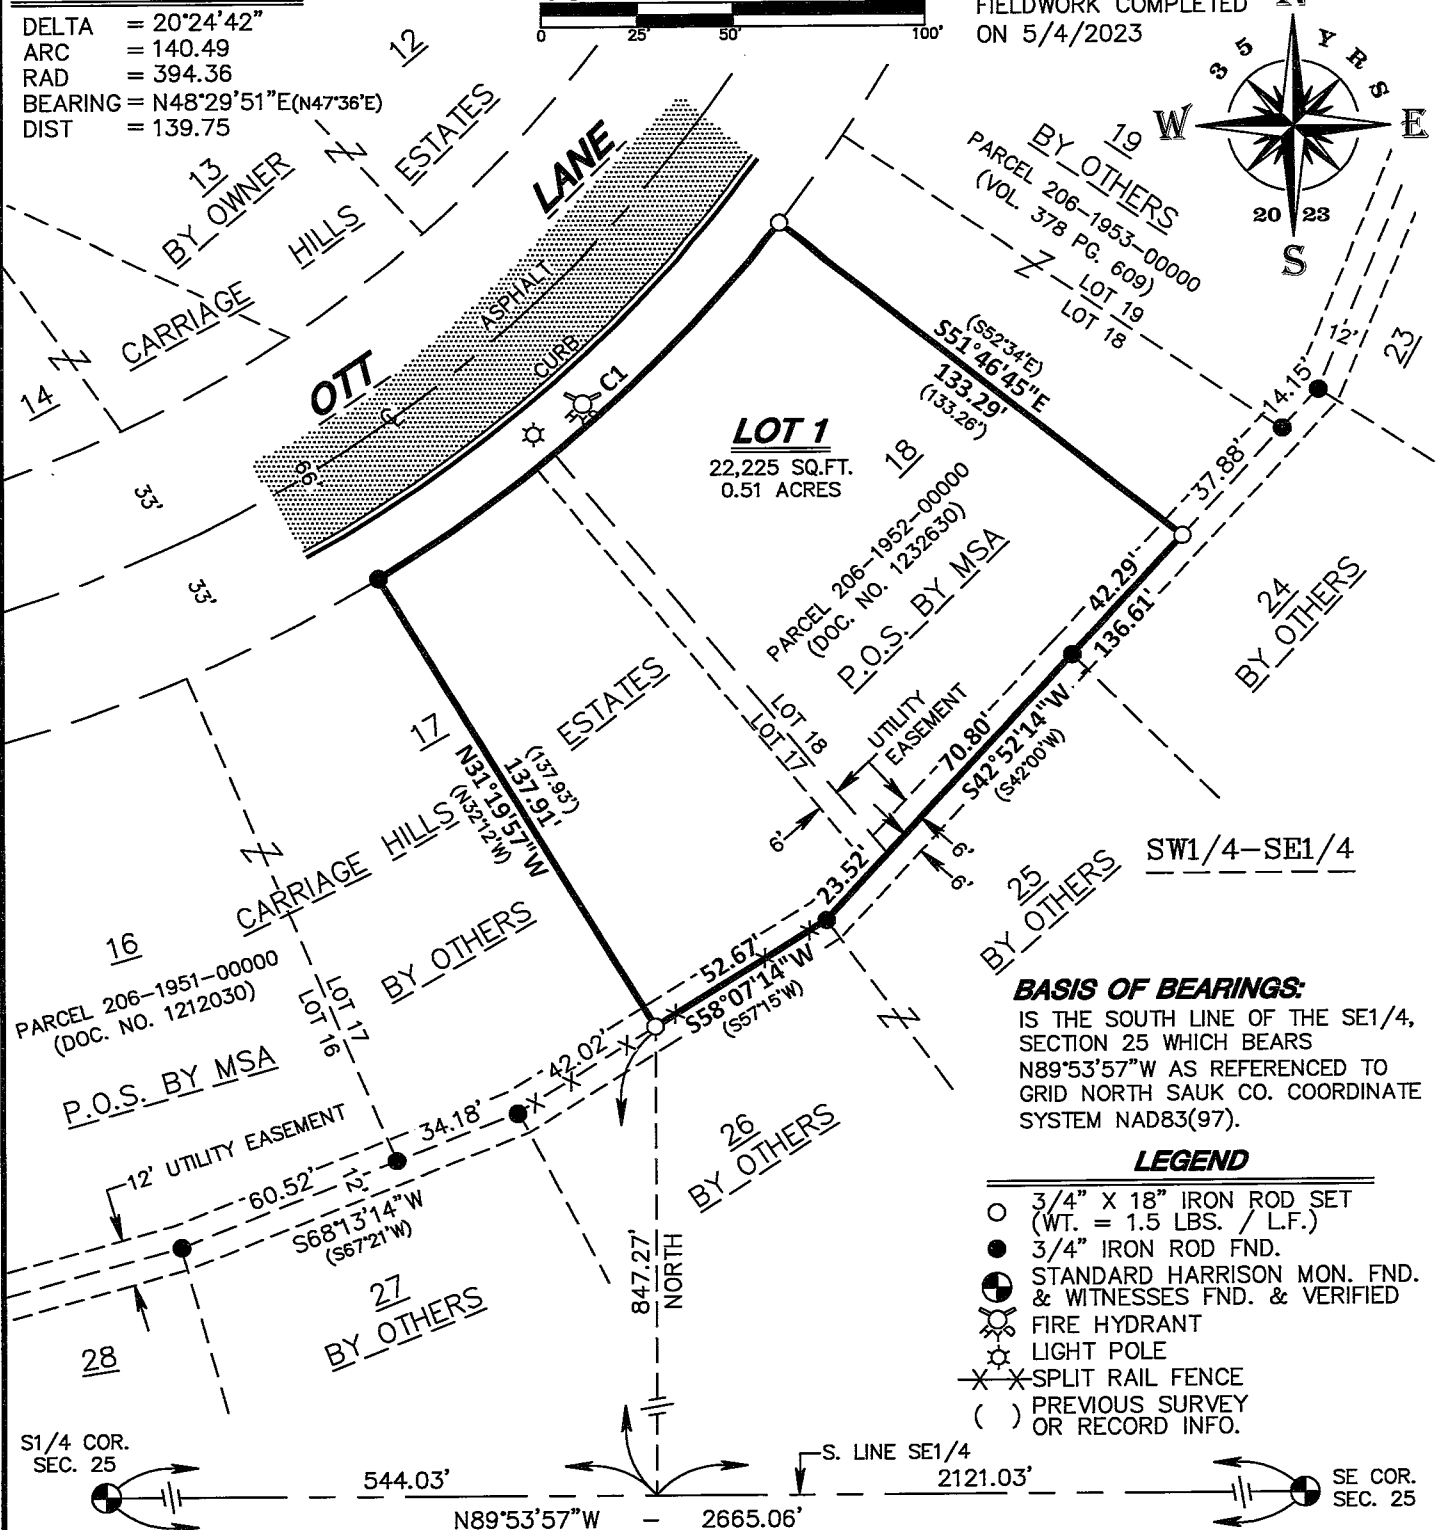 DELTA = 20°24'42"
ARC = 140.49
RAD = 394.36
BEARING = N48°29'51"E(N47°36'E)
DIST = 139.75
0 25' 50' 100'
FIELDWORK COMPLETED
ON 5/4/2023
N
35 YRS
W E
20 23
S
12
13
BY OWNER
CARRIAGE HILLS ESTATES
14
OTT LANE
ASPHALT
CURB
C1
66'
33'
33'
19
BY OTHERS
PARCEL 206-1953-00000
(VOL. 378 PG. 609)
LOT 19
LOT 18
12'
23
14.15'
37.88'
(S52°34'E)
S51°46'45"E
133.29'
(133.26')
LOT 1
22,225 SQ.FT.
0.51 ACRES
18
PARCEL 206-1952-00000
(DOC. NO. 1232630)
P.O.S. BY MSA
42.29'
136.61'
24
BY OTHERS
LOT 18
LOT 17
UTILITY
EASEMENT
70.80'
S42°52'14"W
(S42°00'W)
6'
6'
6'
23.52'
17
(137.93')
137.91'
N31°19'57"W
(N32°12'W)
CARRIAGE HILLS ESTATES
BY OTHERS
SW1/4-SE1/4
25
BY OTHERS
52.67'
S58°07'14"W
(S57°15'W)
16
PARCEL 206-1951-00000
(DOC. NO. 1212030)
P.O.S. BY MSA
LOT 17
LOT 16
42.02'
34.18'
12' UTILITY EASEMENT
60.52'
12'
S68°13'14"W
(S67°21'W)
26
BY OTHERS
27
BY OTHERS
28
847.27'
NORTH
BASIS OF BEARINGS:
IS THE SOUTH LINE OF THE SE1/4,
SECTION 25 WHICH BEARS
N89°53'57"W AS REFERENCED TO
GRID NORTH SAUK CO. COORDINATE
SYSTEM NAD83(97).
LEGEND
3/4" X 18" IRON ROD SET
(WT. = 1.5 LBS. / L.F.)
3/4" IRON ROD FND.
STANDARD HARRISON MON. FND.
& WITNESSES FND. & VERIFIED
FIRE HYDRANT
LIGHT POLE
SPLIT RAIL FENCE
( ) PREVIOUS SURVEY
OR RECORD INFO.
S1/4 COR.
SEC. 25
544.03'
S. LINE SE1/4
2121.03'
SE COR.
SEC. 25
N89°53'57"W - 2665.06'